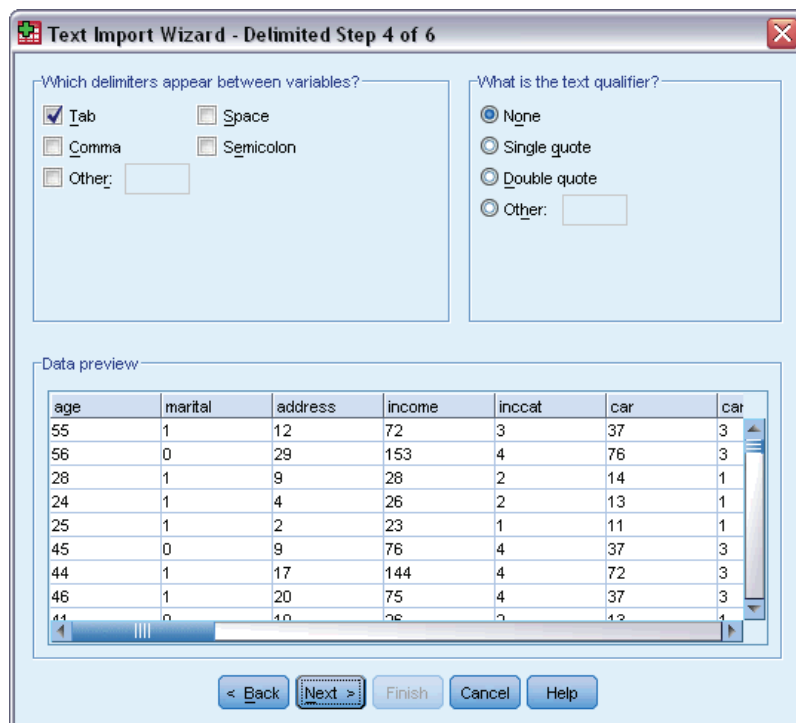 Text Import Wizard - Delimited Step 4 of 6
Which delimiters appear between variables?
Tab
Space
Comma
Semicolon
Other:
What is the text qualifier?
None
Single quote
Double quote
Other:
Data preview
age marital address income inccat car car
55 1 12 72 3 37 3
56 0 29 153 4 76 3
28 1 9 28 2 14 1
24 1 4 26 2 13 1
25 1 2 23 1 11 1
45 0 9 76 4 37 3
44 1 17 144 4 72 3
46 1 20 75 4 37 3
< Back Next > Finish Cancel Help